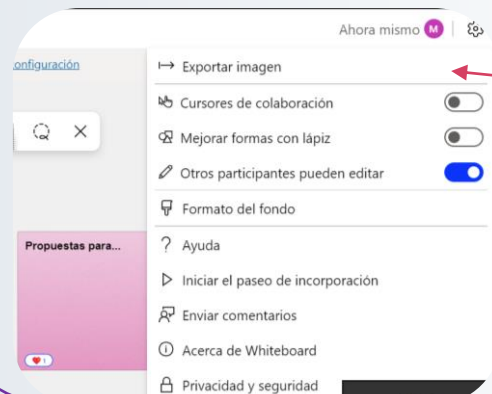 Ahora mismo M
onfiguración
Exportar imagen
Cursores de colaboración
Mejorar formas con lápiz
Otros participantes pueden editar
Formato del fondo
Propuestas para...
1
? Ayuda
Iniciar el paseo de incorporación
Enviar comentarios
Acerca de Whiteboard
Privacidad y seguridad